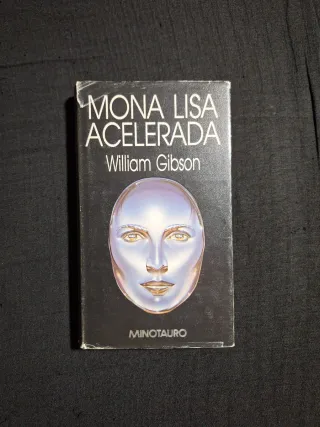 MONA LISA
ACELERADA
William Gibson
MINOTAURO